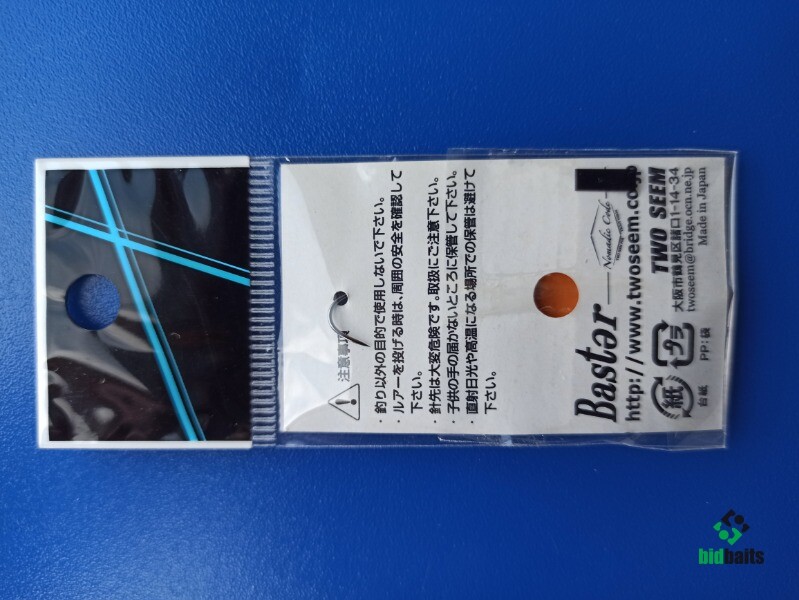 注意事項
・釣り以外の目的で使用しないで下さい。
・ルアーを投げる時は、周囲の安全を確認して
下さい。
・針先は大変危険です。取扱にご注意下さい。
・子供の手の届かないところに保管して下さい。
・直射日光や高温になる場所での保管は避けて
下さい。
Bastər
Nomadic Code
http://www.twoseem.co.jp
紙
プラ
TWO SEEM
大阪市鶴見区諸口1-14-34
twoseem@bridge.ocn.ne.jp
台紙
PP:袋
Made in Japan
bidbaits